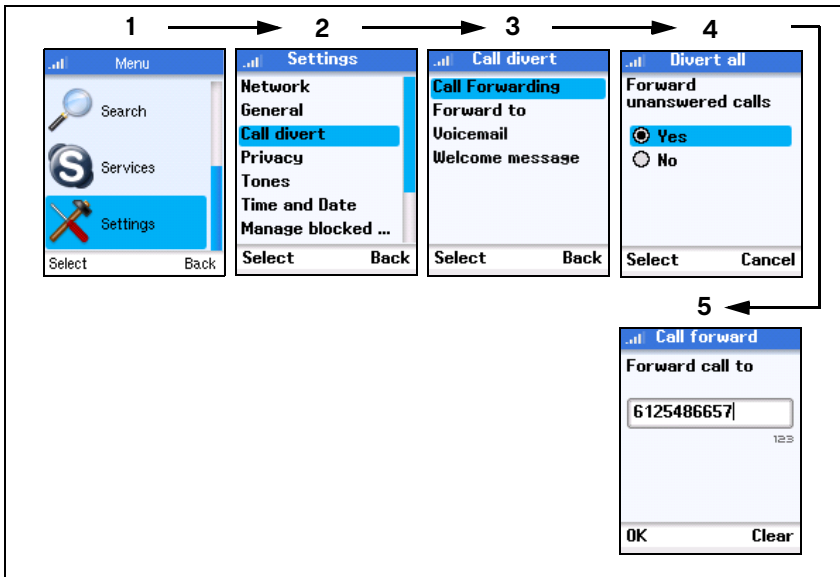 1
2
3
4
Menu
Search
Services
Settings
Select Back
Settings
Network
General
Call divert
Privacy
Tones
Time and Date
Manage blocked ...
Select Back
Call divert
Call Forwarding
Forward to
Voicemail
Welcome message
Select Back
Divert all
Forward
unanswered calls
Yes
No
Select Cancel
5
Call forward
Forward call to
6125486657
123
OK Clear